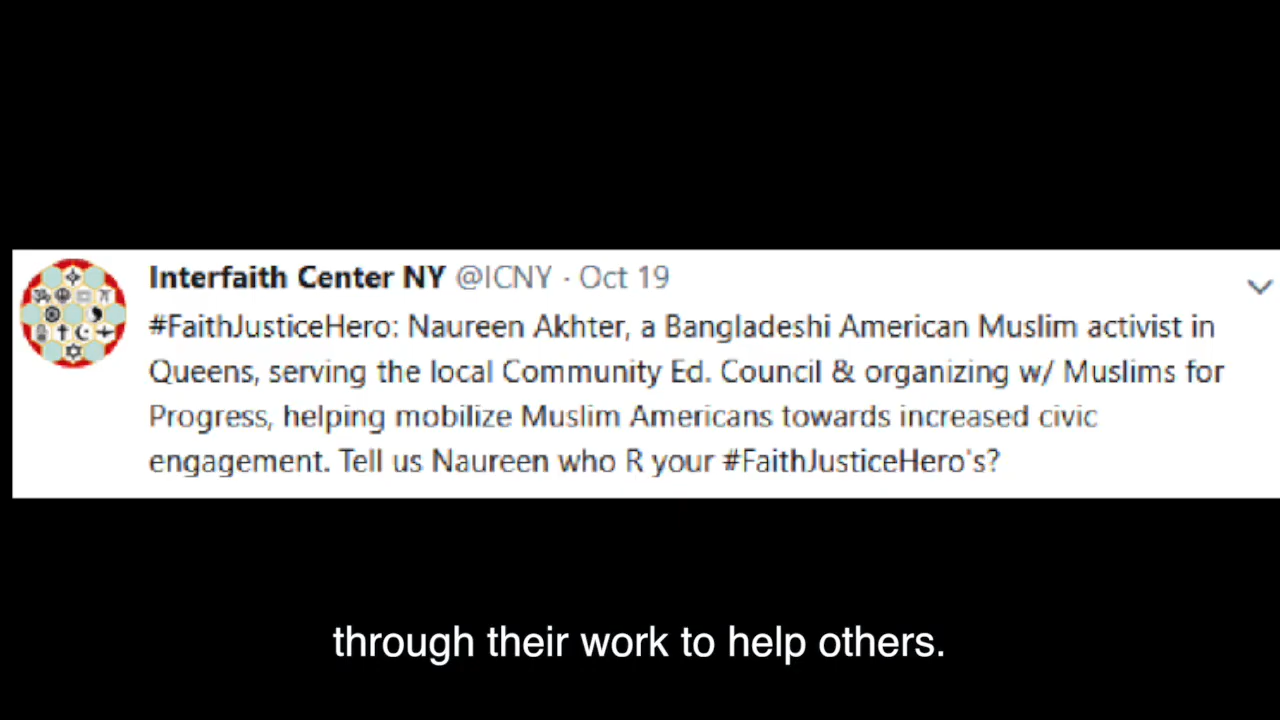 Interfaith Center NY @ICNY · Oct 19
#FaithJusticeHero: Naureen Akhter, a Bangladeshi American Muslim activist in
Queens, serving the local Community Ed. Council & organizing w/ Muslims for
Progress, helping mobilize Muslim Americans towards increased civic
engagement. Tell us Naureen who R your #FaithJusticeHero's?
through their work to help others.